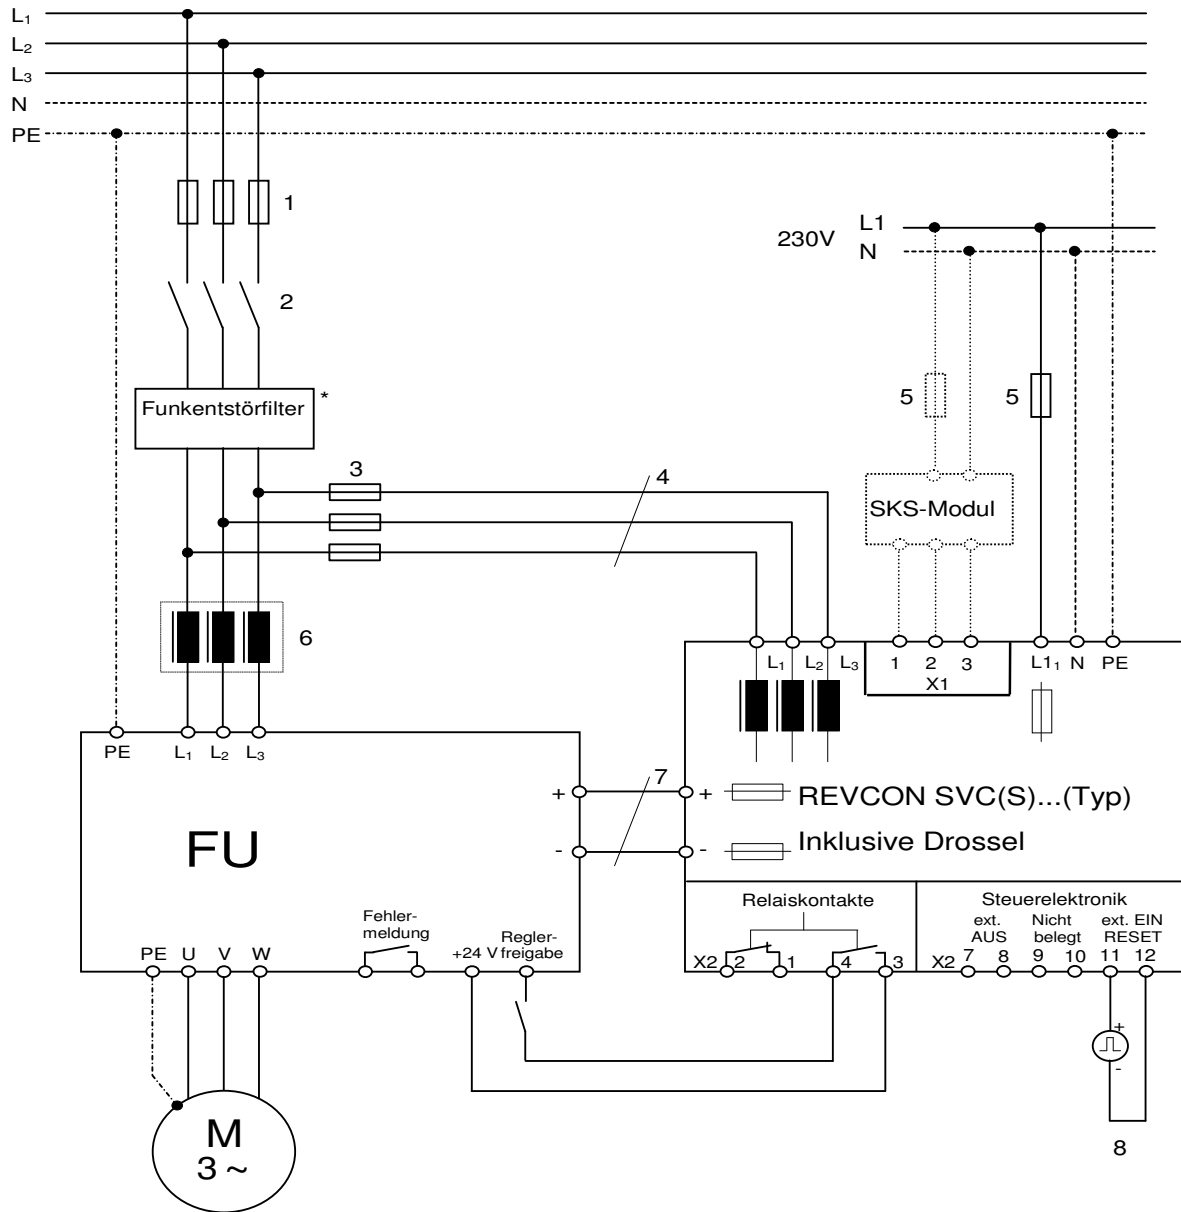 L₁
L₂
L₃
N
PE
1
230V
L1
N
2
Funkentstörfilter *
5
5
3
4
SKS-Modul
6
L₁ L₂ L₃
1 2 3
X1
L1₁ N PE
PE L₁ L₂ L₃
7
+ +
REVCON SVC(S)...(Typ)
FU
- -
Inklusive Drossel
Relaiskontakte
Steuerelektronik
Fehler-
meldung
+24 V
Regler-
freigabe
ext.
AUS
Nicht
belegt
ext. EIN
RESET
PE U V W
X2 2 1 4 3
X2 7 8 9 10 11 12
+
-
M
3 ~
8